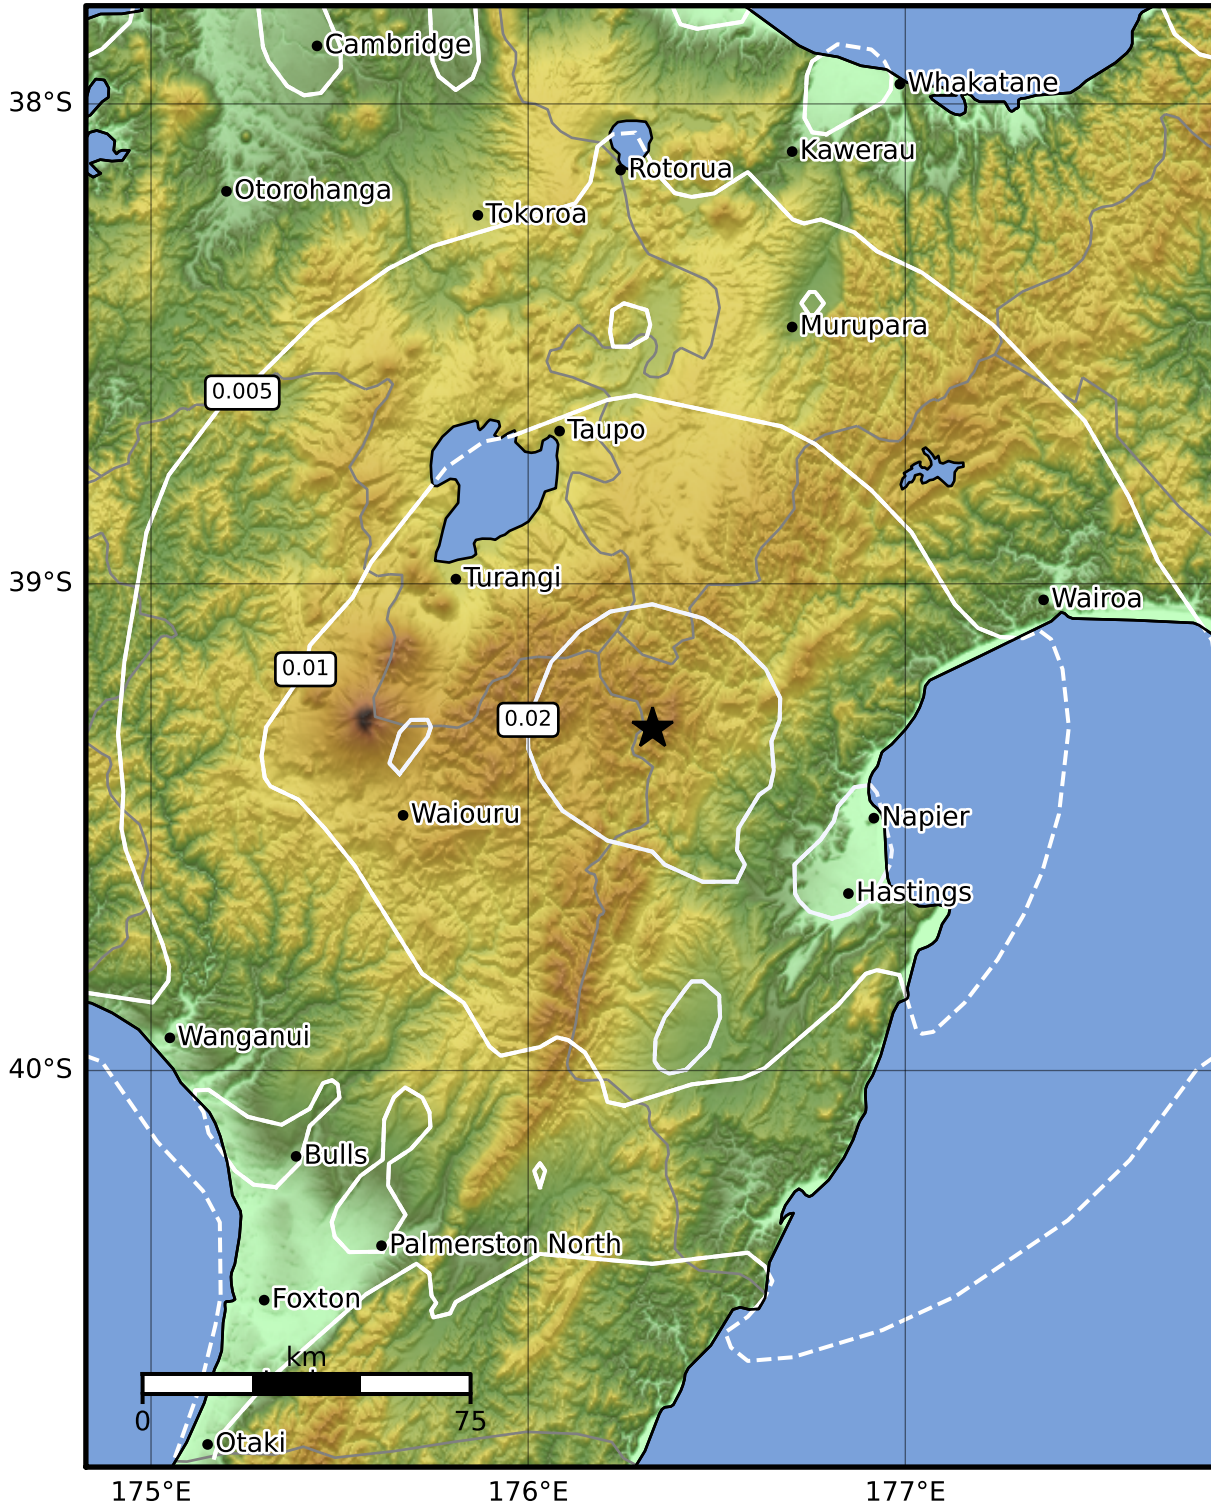 Cambridge
Whakatane
38°S
Kawerau
Rotorua
Otorohanga
Tokoroa
Murupara
0.005
Taupo
Turangi
39°S
Wairoa
0.01
0.02
Waiouru
Napier
Hastings
Wanganui
40°S
Bulls
Palmerston North
Foxton
km
0
75
Otaki
175°E
176°E
177°E